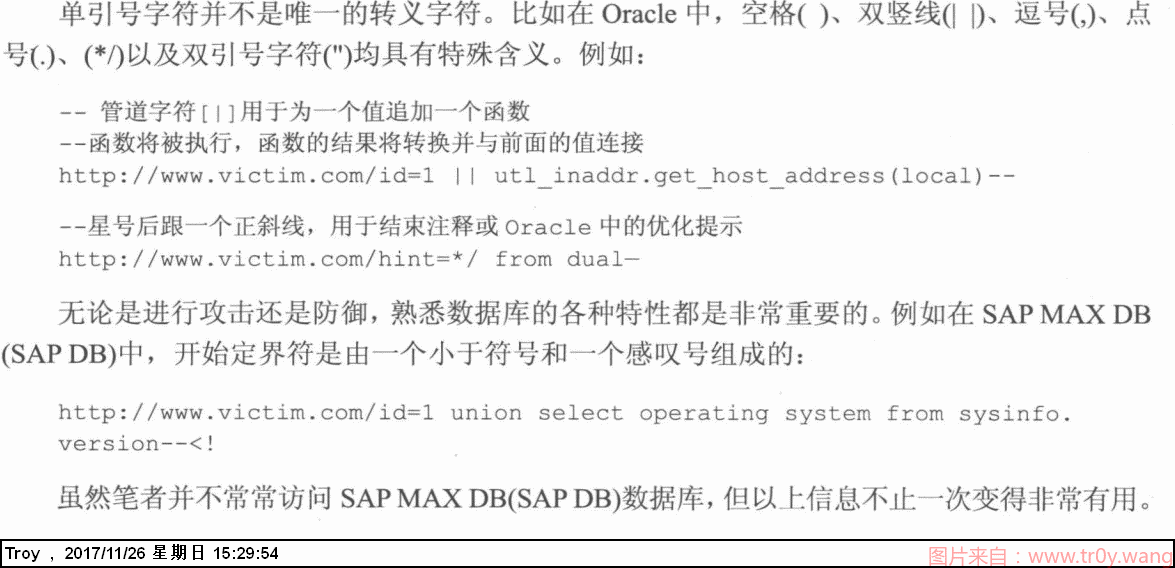 单引号字符并不是唯一的转义字符。比如在 Oracle 中，空格( )、双竖线(| |)、逗号(,)、点
号(.)、(*/)以及双引号字符(")均具有特殊含义。例如：
-- 管道字符[|]用于为一个值追加一个函数
--函数将被执行，函数的结果将转换并与前面的值连接
http://www.victim.com/id=1 || utl_inaddr.get_host_address(local)--
--星号后跟一个正斜线，用于结束注释或Oracle 中的优化提示
http://www.victim.com/hint=*/ from dual—
无论是进行攻击还是防御，熟悉数据库的各种特性都是非常重要的。例如在 SAP MAX DB
(SAP DB)中，开始定界符是由一个小于符号和一个感叹号组成的：
http://www.victim.com/id=1 union select operating system from sysinfo.
version--<!
虽然笔者并不常常访问 SAP MAX DB(SAP DB)数据库，但以上信息不止一次变得非常有用。
Troy , 2017/11/26 星期日 15:29:54
图片来自：www.tr0y.wang